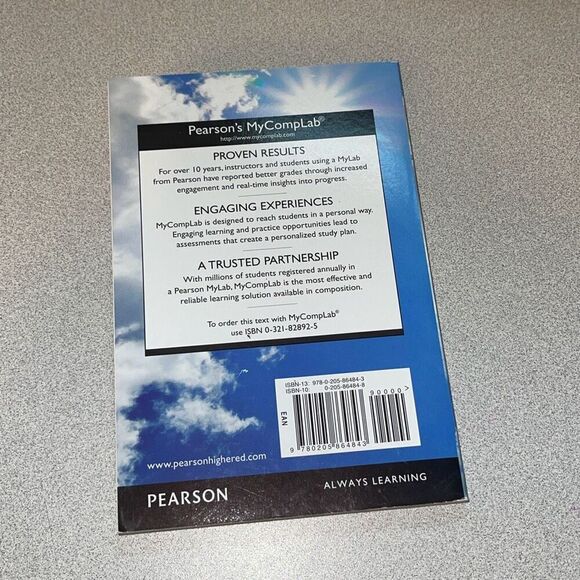 Pearson's MyCompLab®
http://www.mycomplab.com
PROVEN RESULTS
For over 10 years, instructors and students using a MyLab
from Pearson have reported better grades through increased
engagement and real-time insights into progress.
ENGAGING EXPERIENCES
MyCompLab is designed to reach students in a personal way.
Engaging learning and practice opportunities lead to
assessments that create a personalized study plan.
A TRUSTED PARTNERSHIP
With millions of students registered annually in
a Pearson MyLab, MyCompLab is the most effective and
reliable learning solution available in composition.
To order this text with MyCompLab®
use ISBN 0-321-82892-5
ISBN-13: 978-0-205-86484-3
ISBN-10: 0-205-86484-8
90000>
EAN
9 780205 864843
www.pearsonhighered.com
PEARSON
ALWAYS LEARNING